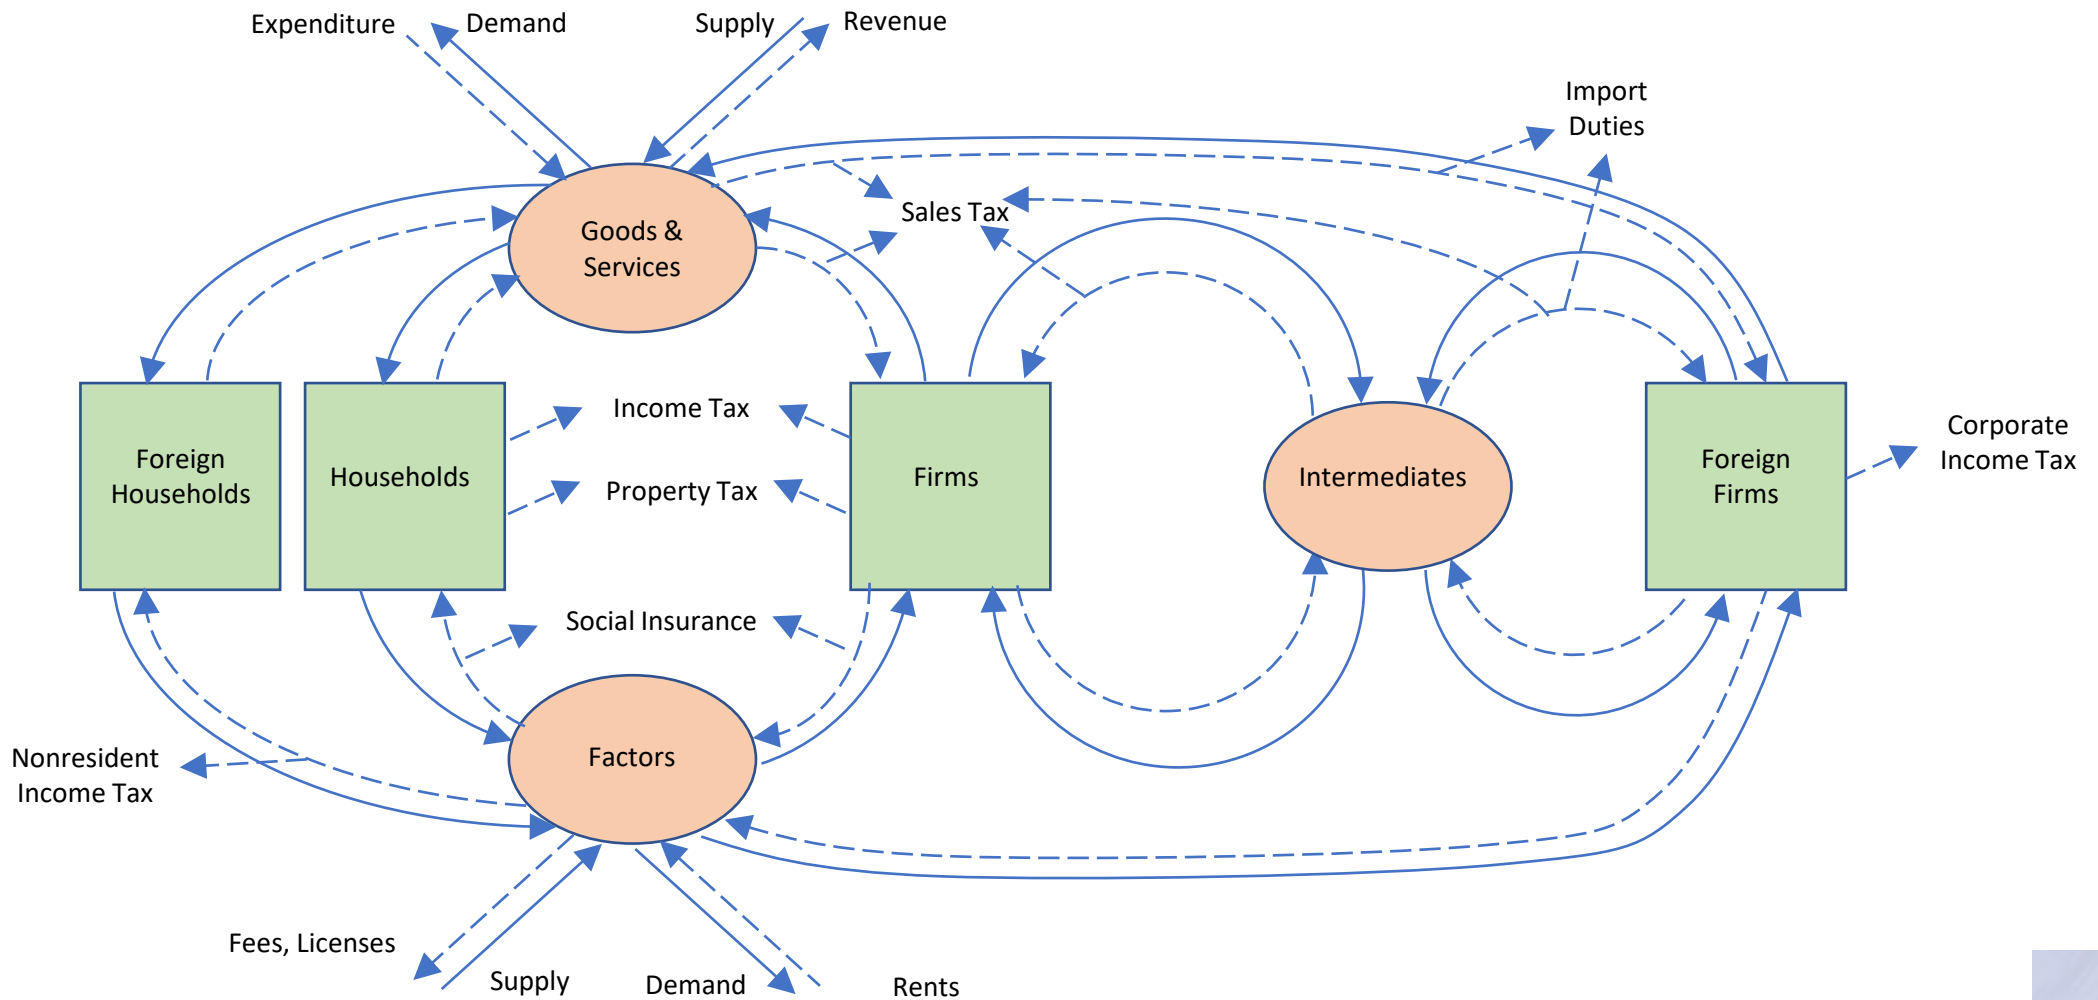 Expenditure
Demand
Supply
Revenue
Import
Duties
Goods &
Services
Sales Tax
Income Tax
Property Tax
Foreign
Households
Households
Firms
Intermediates
Foreign
Firms
Corporate
Income Tax
Social Insurance
Factors
Nonresident
Income Tax
Fees, Licenses
Supply
Demand
Rents